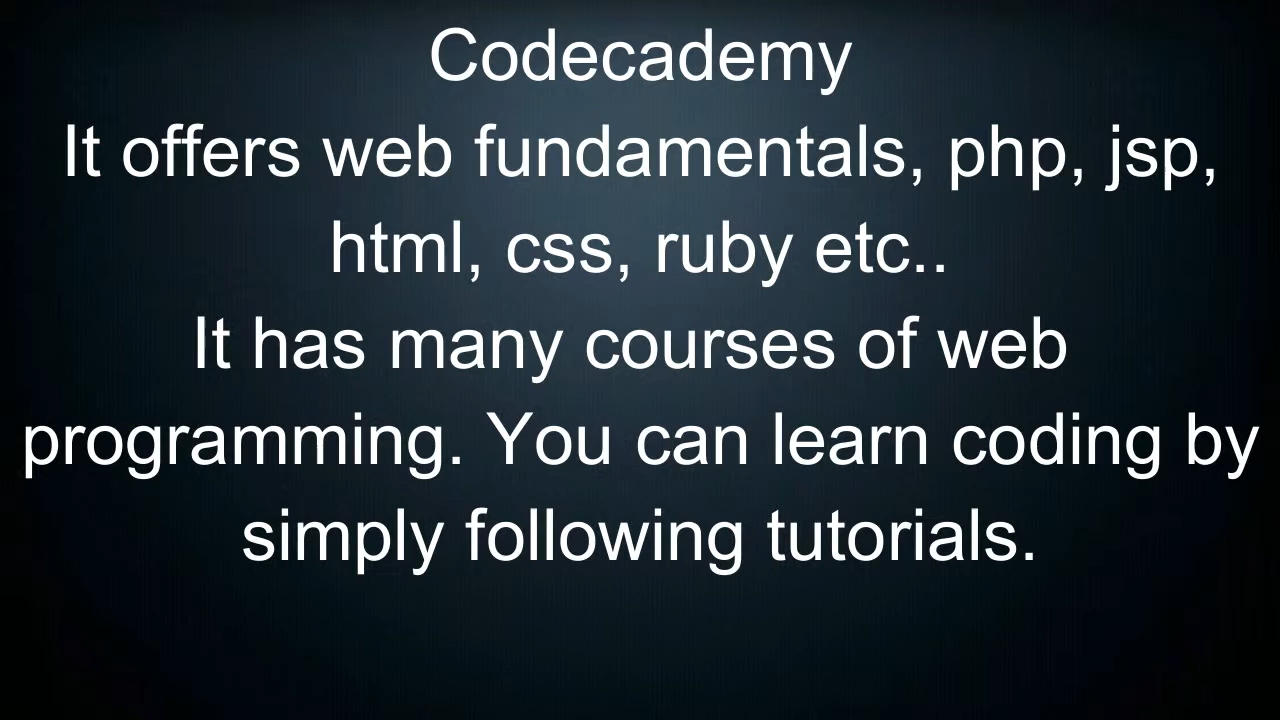 Codecademy
It offers web fundamentals, php, jsp,
html, css, ruby etc..
It has many courses of web
programming. You can learn coding by
simply following tutorials.